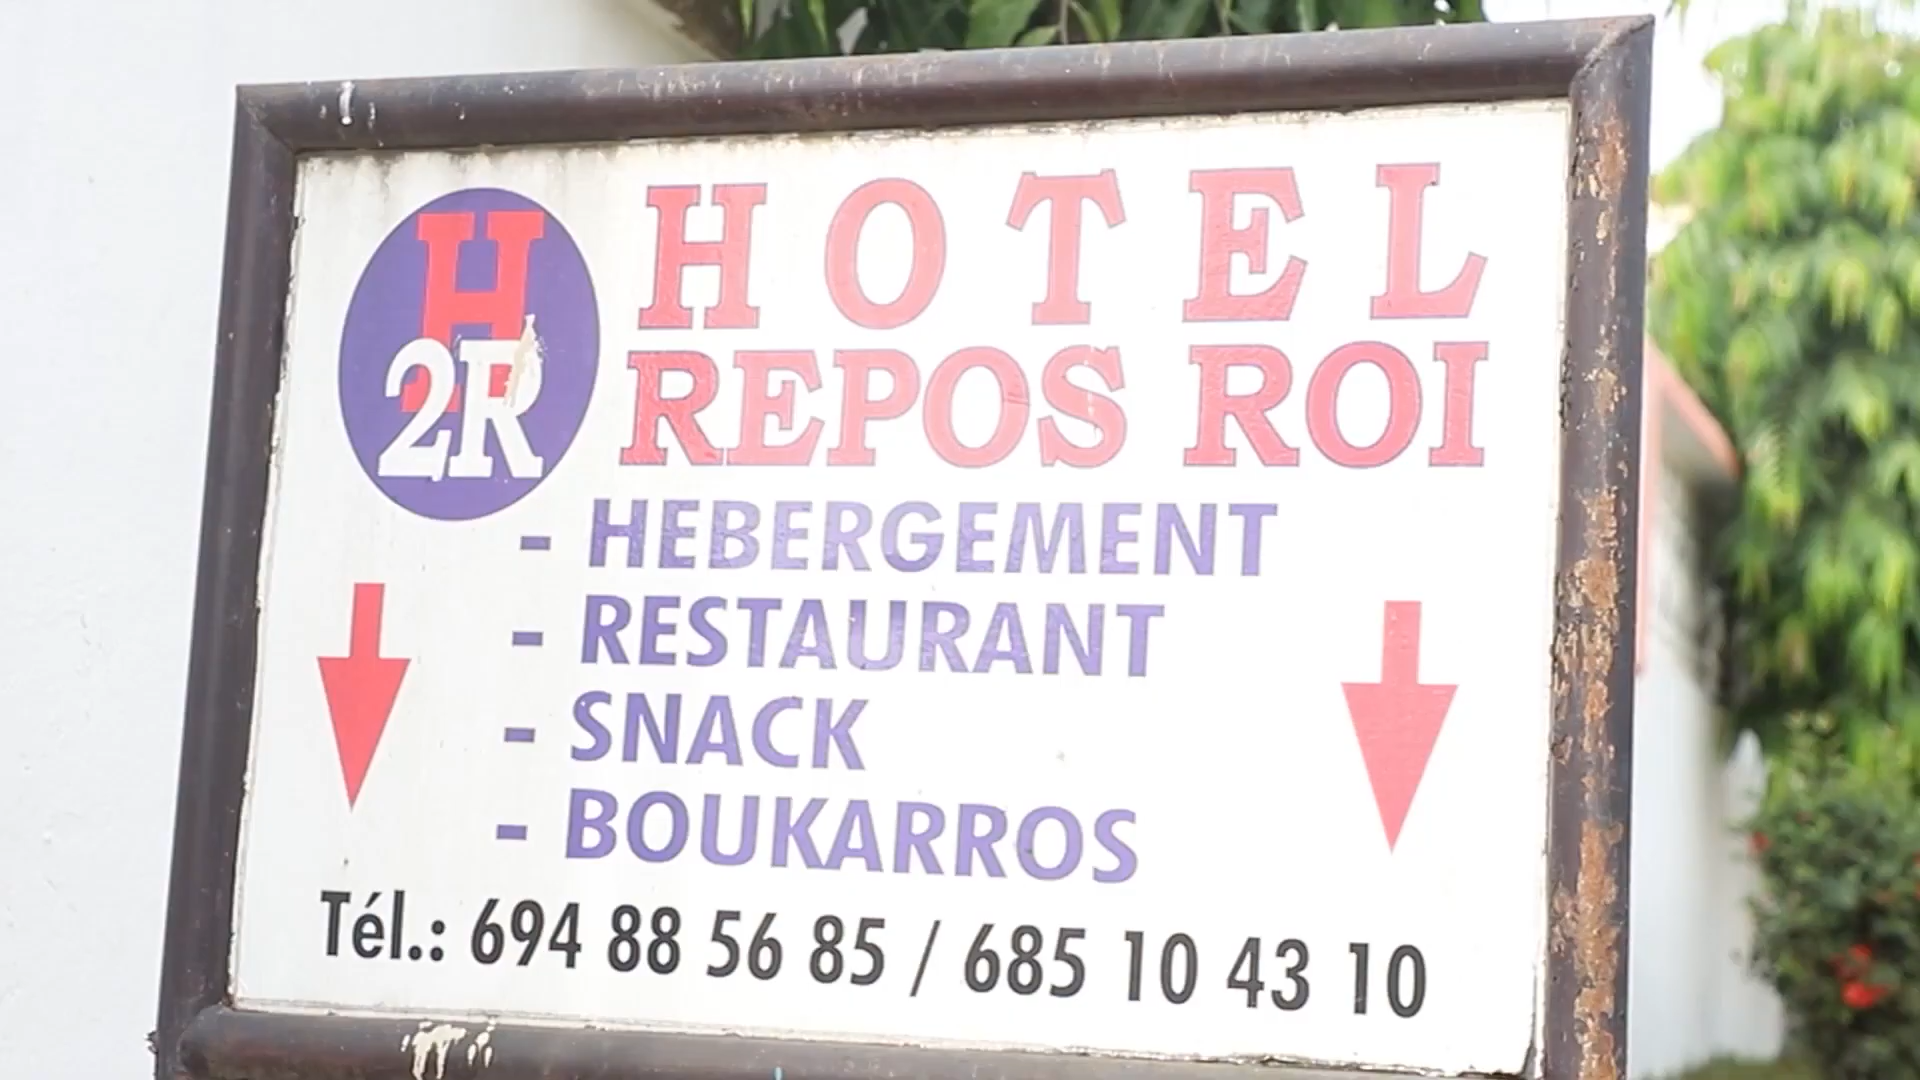 H
2R
HOTEL
REPOS ROI
- HEBERGEMENT
- RESTAURANT
- SNACK
- BOUKARROS
Tél.: 694 88 56 85 / 685 10 43 10